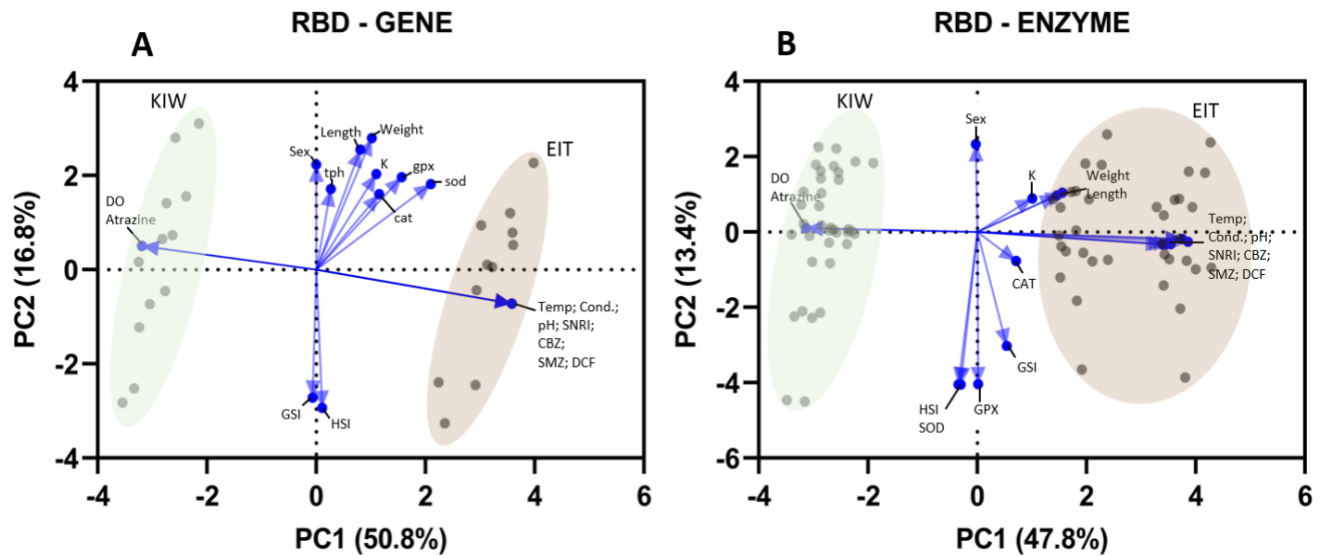 RBD - GENE
A
4
2
0
-2
-4
PC2 (16.8%)
KIW
EIT
Length
Weight
Sex
tph
K
gpx
sod
cat
DO
Atrazine
Temp; Cond.;
pH; SNRI;
CBZ;
SMZ; DCF
GSI
HSI
-4
-2
0
2
4
6
PC1 (50.8%)
RBD - ENZYME
B
4
2
0
-2
-4
-6
PC2 (13.4%)
KIW
EIT
Sex
K
Weight
Length
DO
Atrazine
Temp;
Cond.; pH;
SNRI; CBZ;
SMZ; DCF
CAT
GSI
HSI
SOD
GPX
-4
-2
0
2
4
6
PC1 (47.8%)